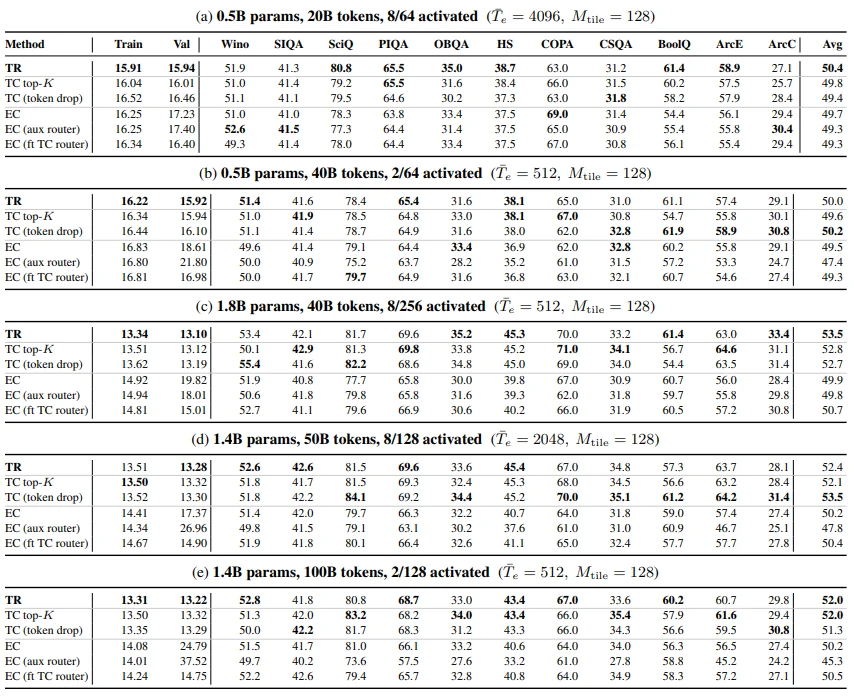 (a) 0.5B params, 20B tokens, 8/64 activated (T̄e = 4096, Mtile = 128)
Method Train Val Wino SIQA SciQ PIQA OBQA HS COPA CSQA BoolQ ArcE ArcC Avg
TR 15.91 15.94 51.9 41.3 80.8 65.5 35.0 38.7 63.0 31.2 61.4 58.9 27.1 50.4
TC top-K 16.04 16.01 51.0 41.4 79.2 65.5 31.6 38.4 66.0 31.5 60.2 57.5 25.7 49.8
TC (token drop) 16.52 16.46 51.1 41.1 79.5 64.6 30.2 37.3 63.0 31.8 58.2 57.9 28.4 49.4
EC 16.25 17.23 51.0 41.0 78.3 63.8 33.4 37.5 69.0 31.4 54.4 56.1 29.4 49.7
EC (aux router) 16.25 17.40 52.6 41.5 77.3 64.4 31.4 37.5 65.0 30.9 55.4 55.8 30.4 49.3
EC (ft TC router) 16.34 16.40 49.3 41.4 78.0 64.4 33.4 37.5 67.0 30.8 56.1 55.4 29.4 49.3
(b) 0.5B params, 40B tokens, 2/64 activated (T̄e = 512, Mtile = 128)
TR 16.22 15.92 51.4 41.6 78.4 65.4 31.6 38.1 65.0 31.0 61.1 57.4 29.1 50.0
TC top-K 16.34 15.94 51.0 41.9 78.5 64.8 33.0 38.1 67.0 30.8 54.7 55.8 30.1 49.6
TC (token drop) 16.44 16.10 51.1 41.4 78.7 64.9 31.6 38.0 62.0 32.8 61.9 58.9 30.8 50.2
EC 16.83 18.61 49.6 41.4 79.1 64.4 33.4 36.9 62.0 32.8 60.2 55.8 29.1 49.5
EC (aux router) 16.80 21.80 50.0 40.9 75.2 63.7 28.2 35.2 61.0 31.5 57.2 53.3 24.7 47.4
EC (ft TC router) 16.81 16.98 50.0 41.7 79.7 64.9 31.6 36.8 63.0 32.1 60.7 54.6 27.4 49.3
(c) 1.8B params, 40B tokens, 8/256 activated (T̄e = 512, Mtile = 128)
TR 13.34 13.10 53.4 42.1 81.7 69.6 35.2 45.3 70.0 33.2 61.4 63.0 33.4 53.5
TC top-K 13.51 13.12 50.1 42.9 81.3 69.8 33.8 45.2 71.0 34.1 56.7 64.6 31.1 52.8
TC (token drop) 13.62 13.19 55.4 41.6 82.2 68.6 34.8 45.0 69.0 34.0 54.4 63.5 31.4 52.7
EC 14.92 19.82 51.9 40.8 77.7 65.8 30.0 39.8 67.0 30.9 60.7 56.0 28.4 49.9
EC (aux router) 14.94 18.01 50.6 41.8 79.8 65.8 31.6 39.3 62.0 31.8 59.7 55.8 29.8 49.8
EC (ft TC router) 14.81 15.01 52.7 41.1 79.6 66.9 30.6 40.2 66.0 31.9 60.5 57.2 30.8 50.7
(d) 1.4B params, 50B tokens, 8/128 activated (T̄e = 2048, Mtile = 128)
TR 13.51 13.28 52.6 42.6 81.5 69.6 33.6 45.4 67.0 34.8 57.3 63.7 28.1 52.4
TC top-K 13.50 13.32 51.8 41.7 81.5 69.3 32.4 45.3 68.0 34.5 56.6 63.2 28.4 52.1
TC (token drop) 13.52 13.30 51.8 42.2 84.1 69.2 34.4 45.2 70.0 35.1 61.2 64.2 31.4 53.5
EC 14.41 17.37 51.4 42.0 79.7 66.3 32.2 40.7 64.0 31.8 59.0 57.4 27.4 50.2
EC (aux router) 14.34 26.96 49.8 41.5 79.1 63.1 30.2 37.6 61.0 31.0 60.9 46.7 25.1 47.8
EC (ft TC router) 14.67 14.90 51.9 41.8 80.1 66.4 32.6 41.1 65.0 32.4 57.7 57.7 27.8 50.4
(e) 1.4B params, 100B tokens, 2/128 activated (T̄e = 512, Mtile = 128)
TR 13.31 13.22 52.8 41.8 80.8 68.7 33.0 43.4 67.0 33.6 60.2 60.7 29.8 52.0
TC top-K 13.50 13.32 51.3 42.0 83.2 68.2 34.0 43.4 66.0 35.4 57.9 61.6 29.4 52.0
TC (token drop) 13.35 13.29 50.0 42.2 81.7 68.3 31.2 43.3 66.0 34.3 56.6 59.5 30.8 51.3
EC 14.08 24.79 51.5 41.7 81.0 66.1 33.2 40.6 64.0 34.0 56.3 56.5 27.4 50.2
EC (aux router) 14.01 37.52 49.7 40.2 73.6 57.5 27.6 33.2 61.0 27.8 58.8 45.2 24.2 45.3
EC (ft TC router) 14.24 14.75 52.2 42.6 79.4 65.7 32.8 40.8 64.0 34.9 58.3 57.2 27.1 50.5